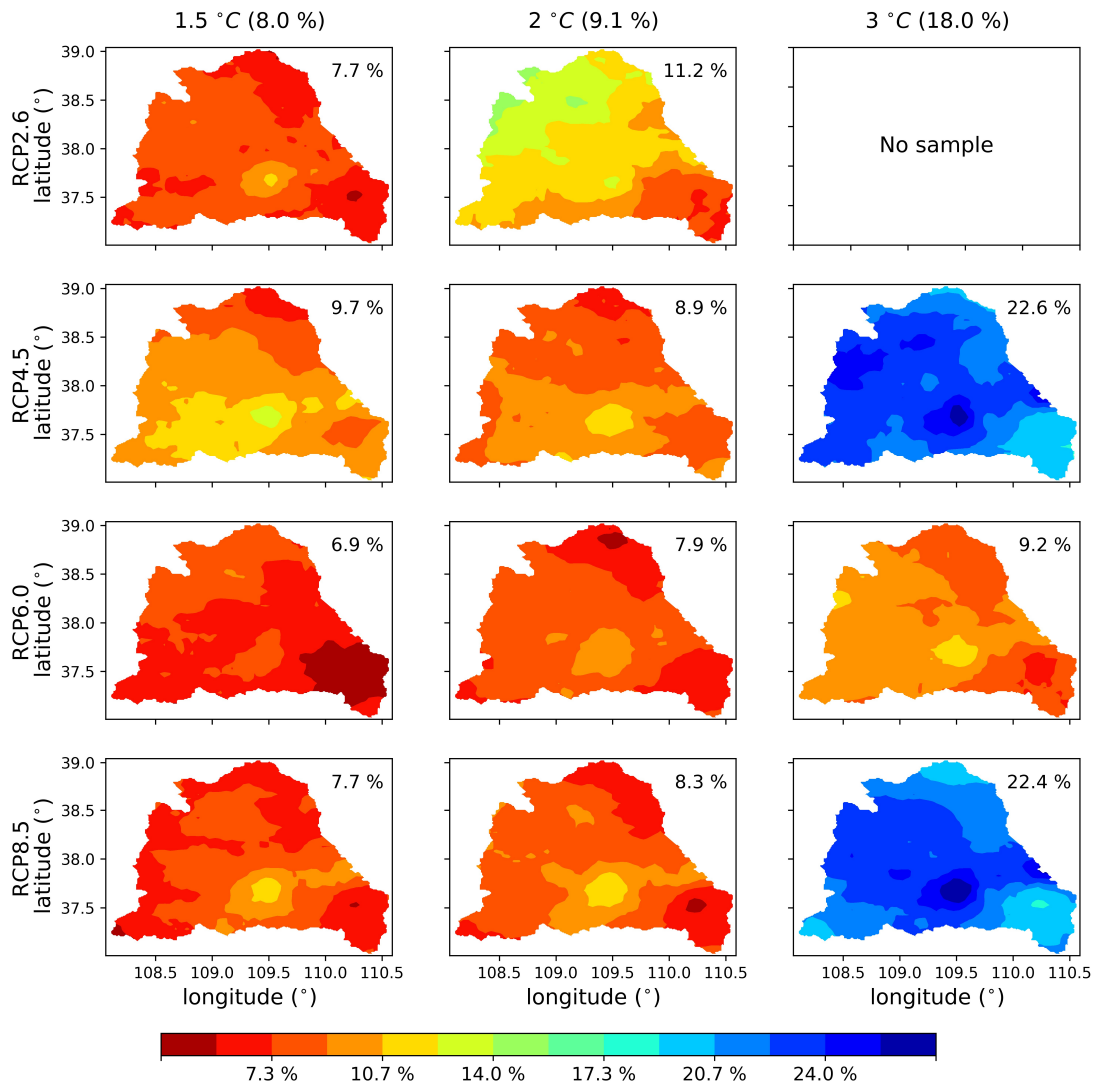 1.5 °C (8.0 %) 2 °C (9.1 %) 3 °C (18.0 %)
RCP2.6
latitude (°)
39.0
38.5
38.0
37.5
7.7 %
11.2 %
No sample
RCP4.5
latitude (°)
39.0
38.5
38.0
37.5
9.7 %
8.9 %
22.6 %
RCP6.0
latitude (°)
39.0
38.5
38.0
37.5
6.9 %
7.9 %
9.2 %
RCP8.5
latitude (°)
39.0
38.5
38.0
37.5
7.7 %
8.3 %
22.4 %
108.5 109.0 109.5 110.0 110.5 108.5 109.0 109.5 110.0 110.5 108.5 109.0 109.5 110.0 110.5
longitude (°) longitude (°) longitude (°)
7.3 % 10.7 % 14.0 % 17.3 % 20.7 % 24.0 %